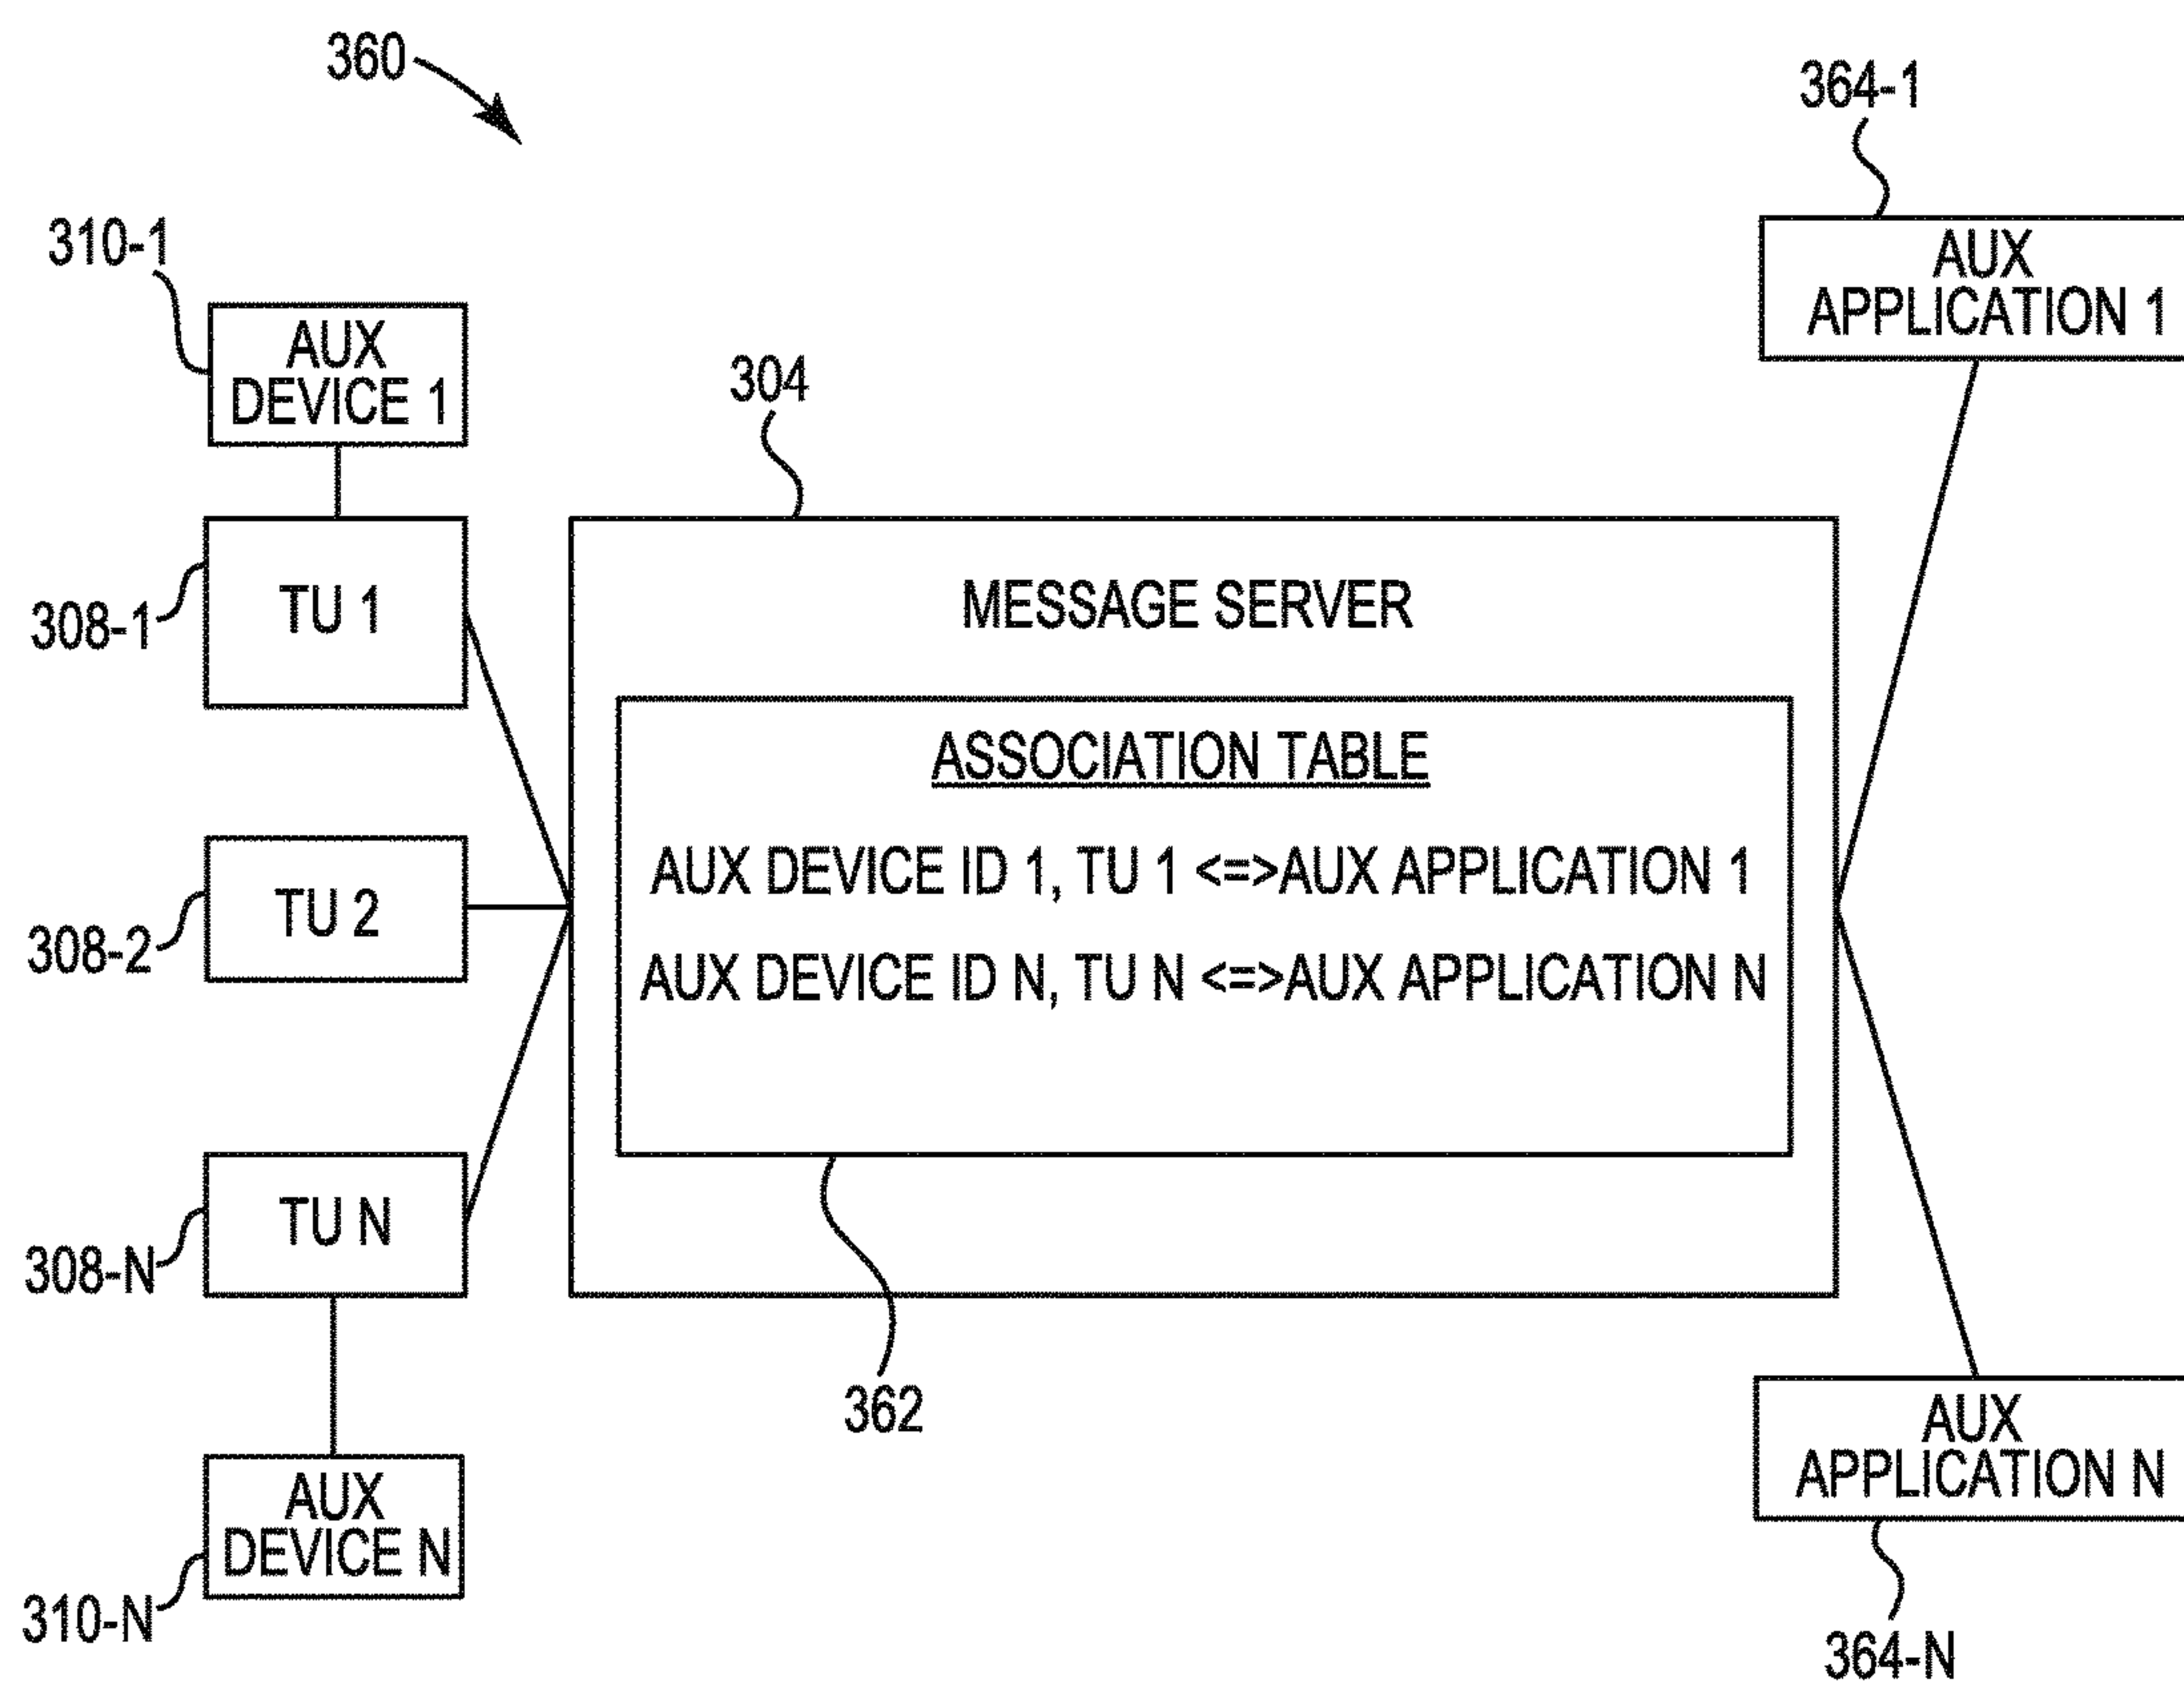 360
364-1
310-1
AUX
APPLICATION 1
AUX
DEVICE 1
304
308-1
TU 1
MESSAGE SERVER
ASSOCIATION TABLE
AUX DEVICE ID 1, TU 1 <=>AUX APPLICATION 1
308-2
TU 2
AUX DEVICE ID N, TU N <=>AUX APPLICATION N
308-N
TU N
362
AUX
APPLICATION N
AUX
DEVICE N
310-N
364-N